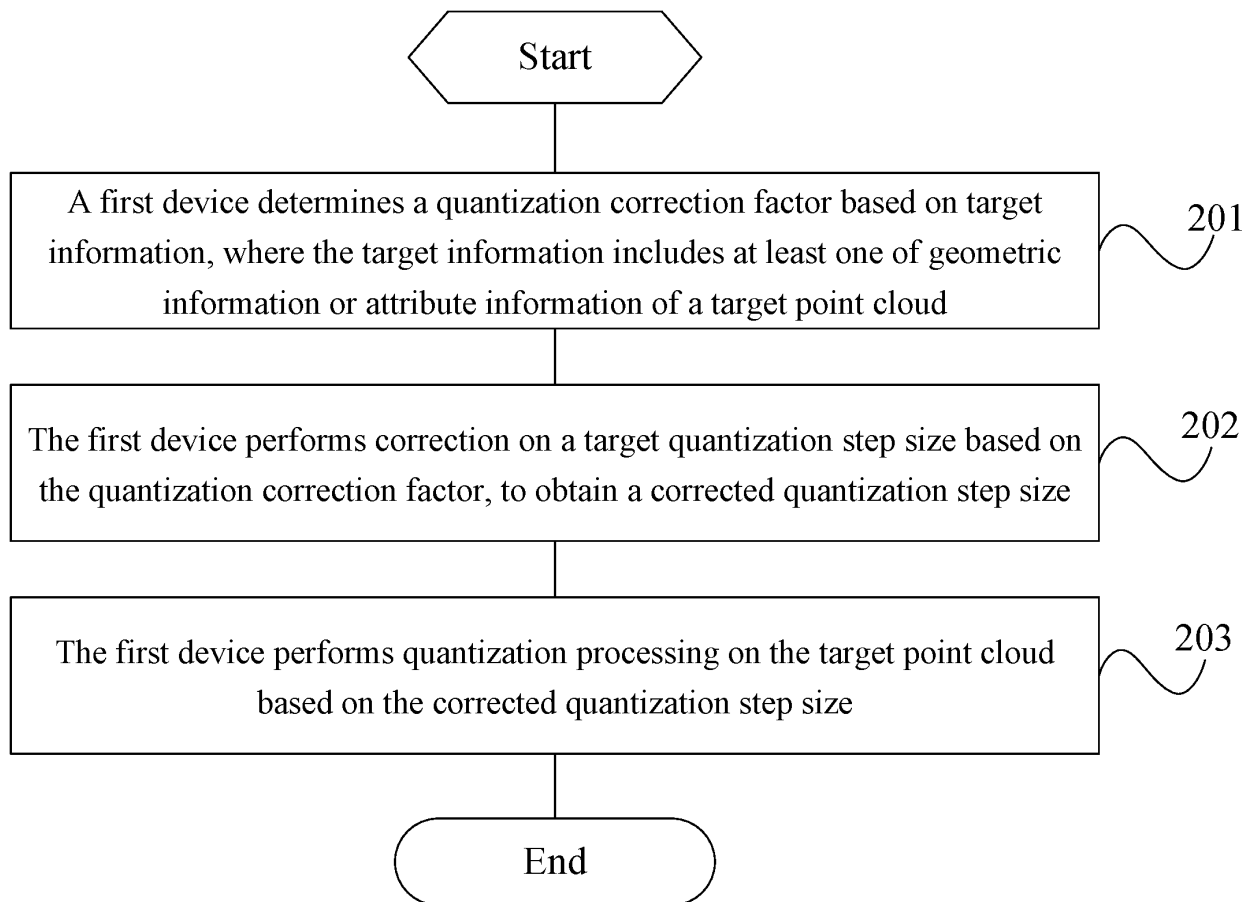 Start
A first device determines a quantization correction factor based on target
information, where the target information includes at least one of geometric
information or attribute information of a target point cloud
201
The first device performs correction on a target quantization step size based on
the quantization correction factor, to obtain a corrected quantization step size
202
The first device performs quantization processing on the target point cloud
based on the corrected quantization step size
203
End